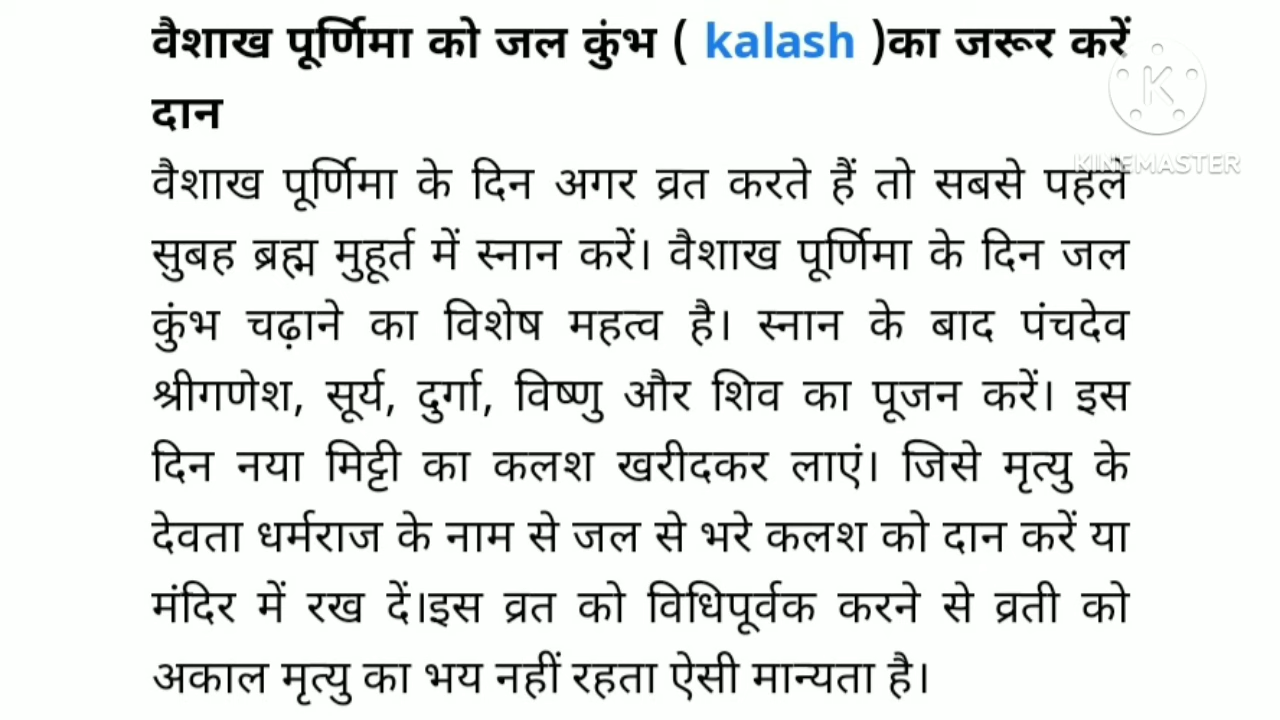 वैशाख पूर्णिमा को जल कुंभ ( kalash )का जरूर करें
दान
वैशाख पूर्णिमा के दिन अगर व्रत करते हैं तो सबसे पहले
सुबह ब्रह्म मुहूर्त में स्नान करें। वैशाख पूर्णिमा के दिन जल
कुंभ चढ़ाने का विशेष महत्व है। स्नान के बाद पंचदेव
श्रीगणेश, सूर्य, दुर्गा, विष्णु और शिव का पूजन करें। इस
दिन नया मिट्टी का कलश खरीदकर लाएं। जिसे मृत्यु के
देवता धर्मराज के नाम से जल से भरे कलश को दान करें या
मंदिर में रख दें।इस व्रत को विधिपूर्वक करने से व्रती को
अकाल मृत्यु का भय नहीं रहता ऐसी मान्यता है।
K
KINEMASTER